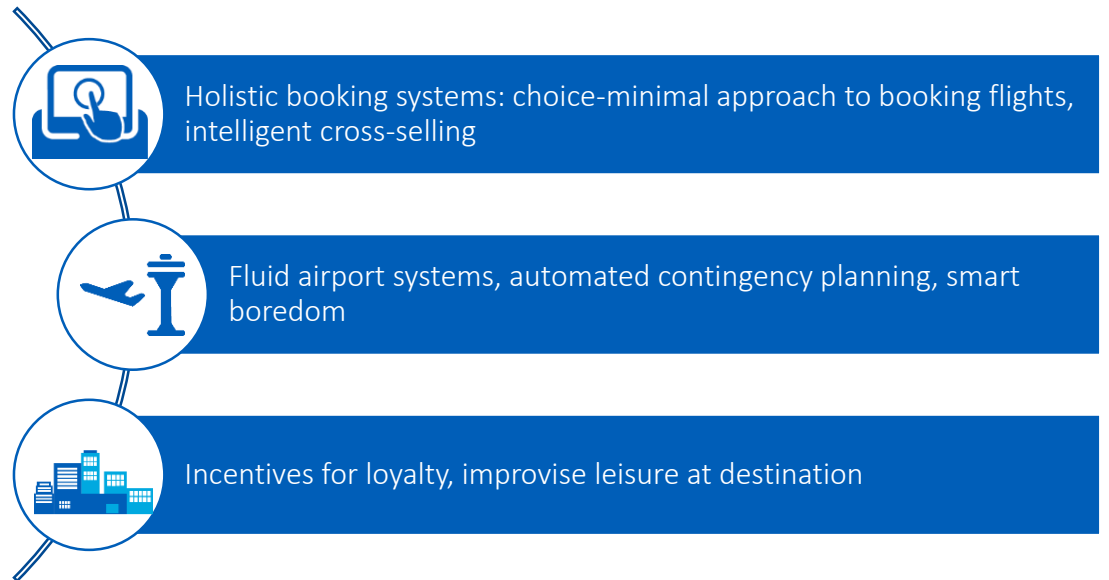 Holistic booking systems: choice-minimal approach to booking flights,
intelligent cross-selling
Fluid airport systems, automated contingency planning, smart
boredom
Incentives for loyalty, improvise leisure at destination